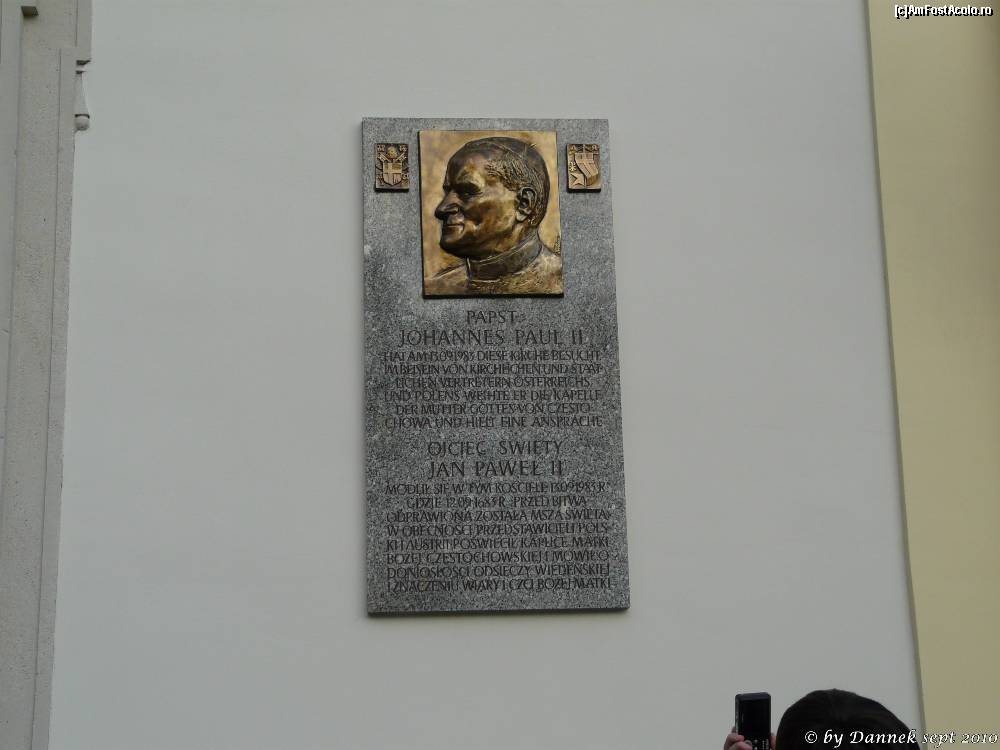 [c]AmFostAcolo.ro
PAPST
JOHANNES PAUL II
HAT AM 13.09.1983 DIESE KIRCHE BESUCHT.
IM BEISEIN VON KIRCHLICHEN UND STAAT-
LICHEN VERTRETERN ÖSTERREICHS
UND POLENS WEIHTE ER DIE KAPELLE
DER MUTTER GOTTES VON CZESTO-
CHOWA UND HIELT EINE ANSPRACHE
OJCIEC ŚWIĘTY
JAN PAWEŁ II
MODLIŁ SIĘ W TYM KOŚCIELE 13.09.1983 R.
GDZIE 12.09.1683 R. PRZED BITWĄ
ODPRAWIONA ZOSTAŁA MSZA ŚWIĘTA
W OBECNOŚCI PRZEDSTAWICIELI POLS-
KI I AUSTRII POŚWIĘCIŁ KAPLICĘ MATKI
BOŻEJ CZĘSTOCHOWSKIEJ I MÓWIŁ O
DONIOSŁOŚCI ODSIECZY WIEDEŃSKIEJ
I ZNACZENIU WIARY I CZCI BOŻEJ MATKI
© by Dannek sept 2010